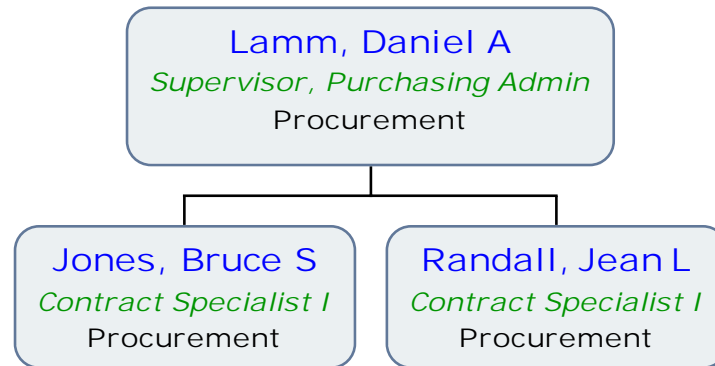 Lamm, Daniel A
Supervisor, Purchasing Admin
Procurement
Jones, Bruce S
Contract Specialist I
Procurement
Randall, Jean L
Contract Specialist I
Procurement